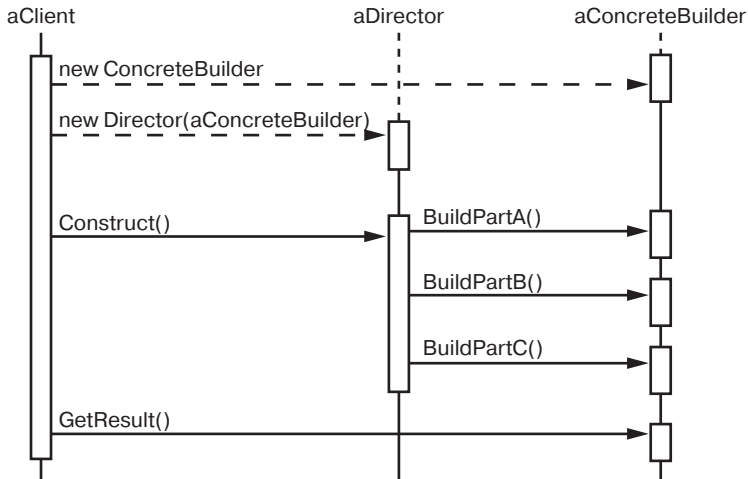 aClient
aDirector
aConcreteBuilder
new ConcreteBuilder
new Director(aConcreteBuilder)
Construct()
BuildPartA()
BuildPartB()
BuildPartC()
GetResult()